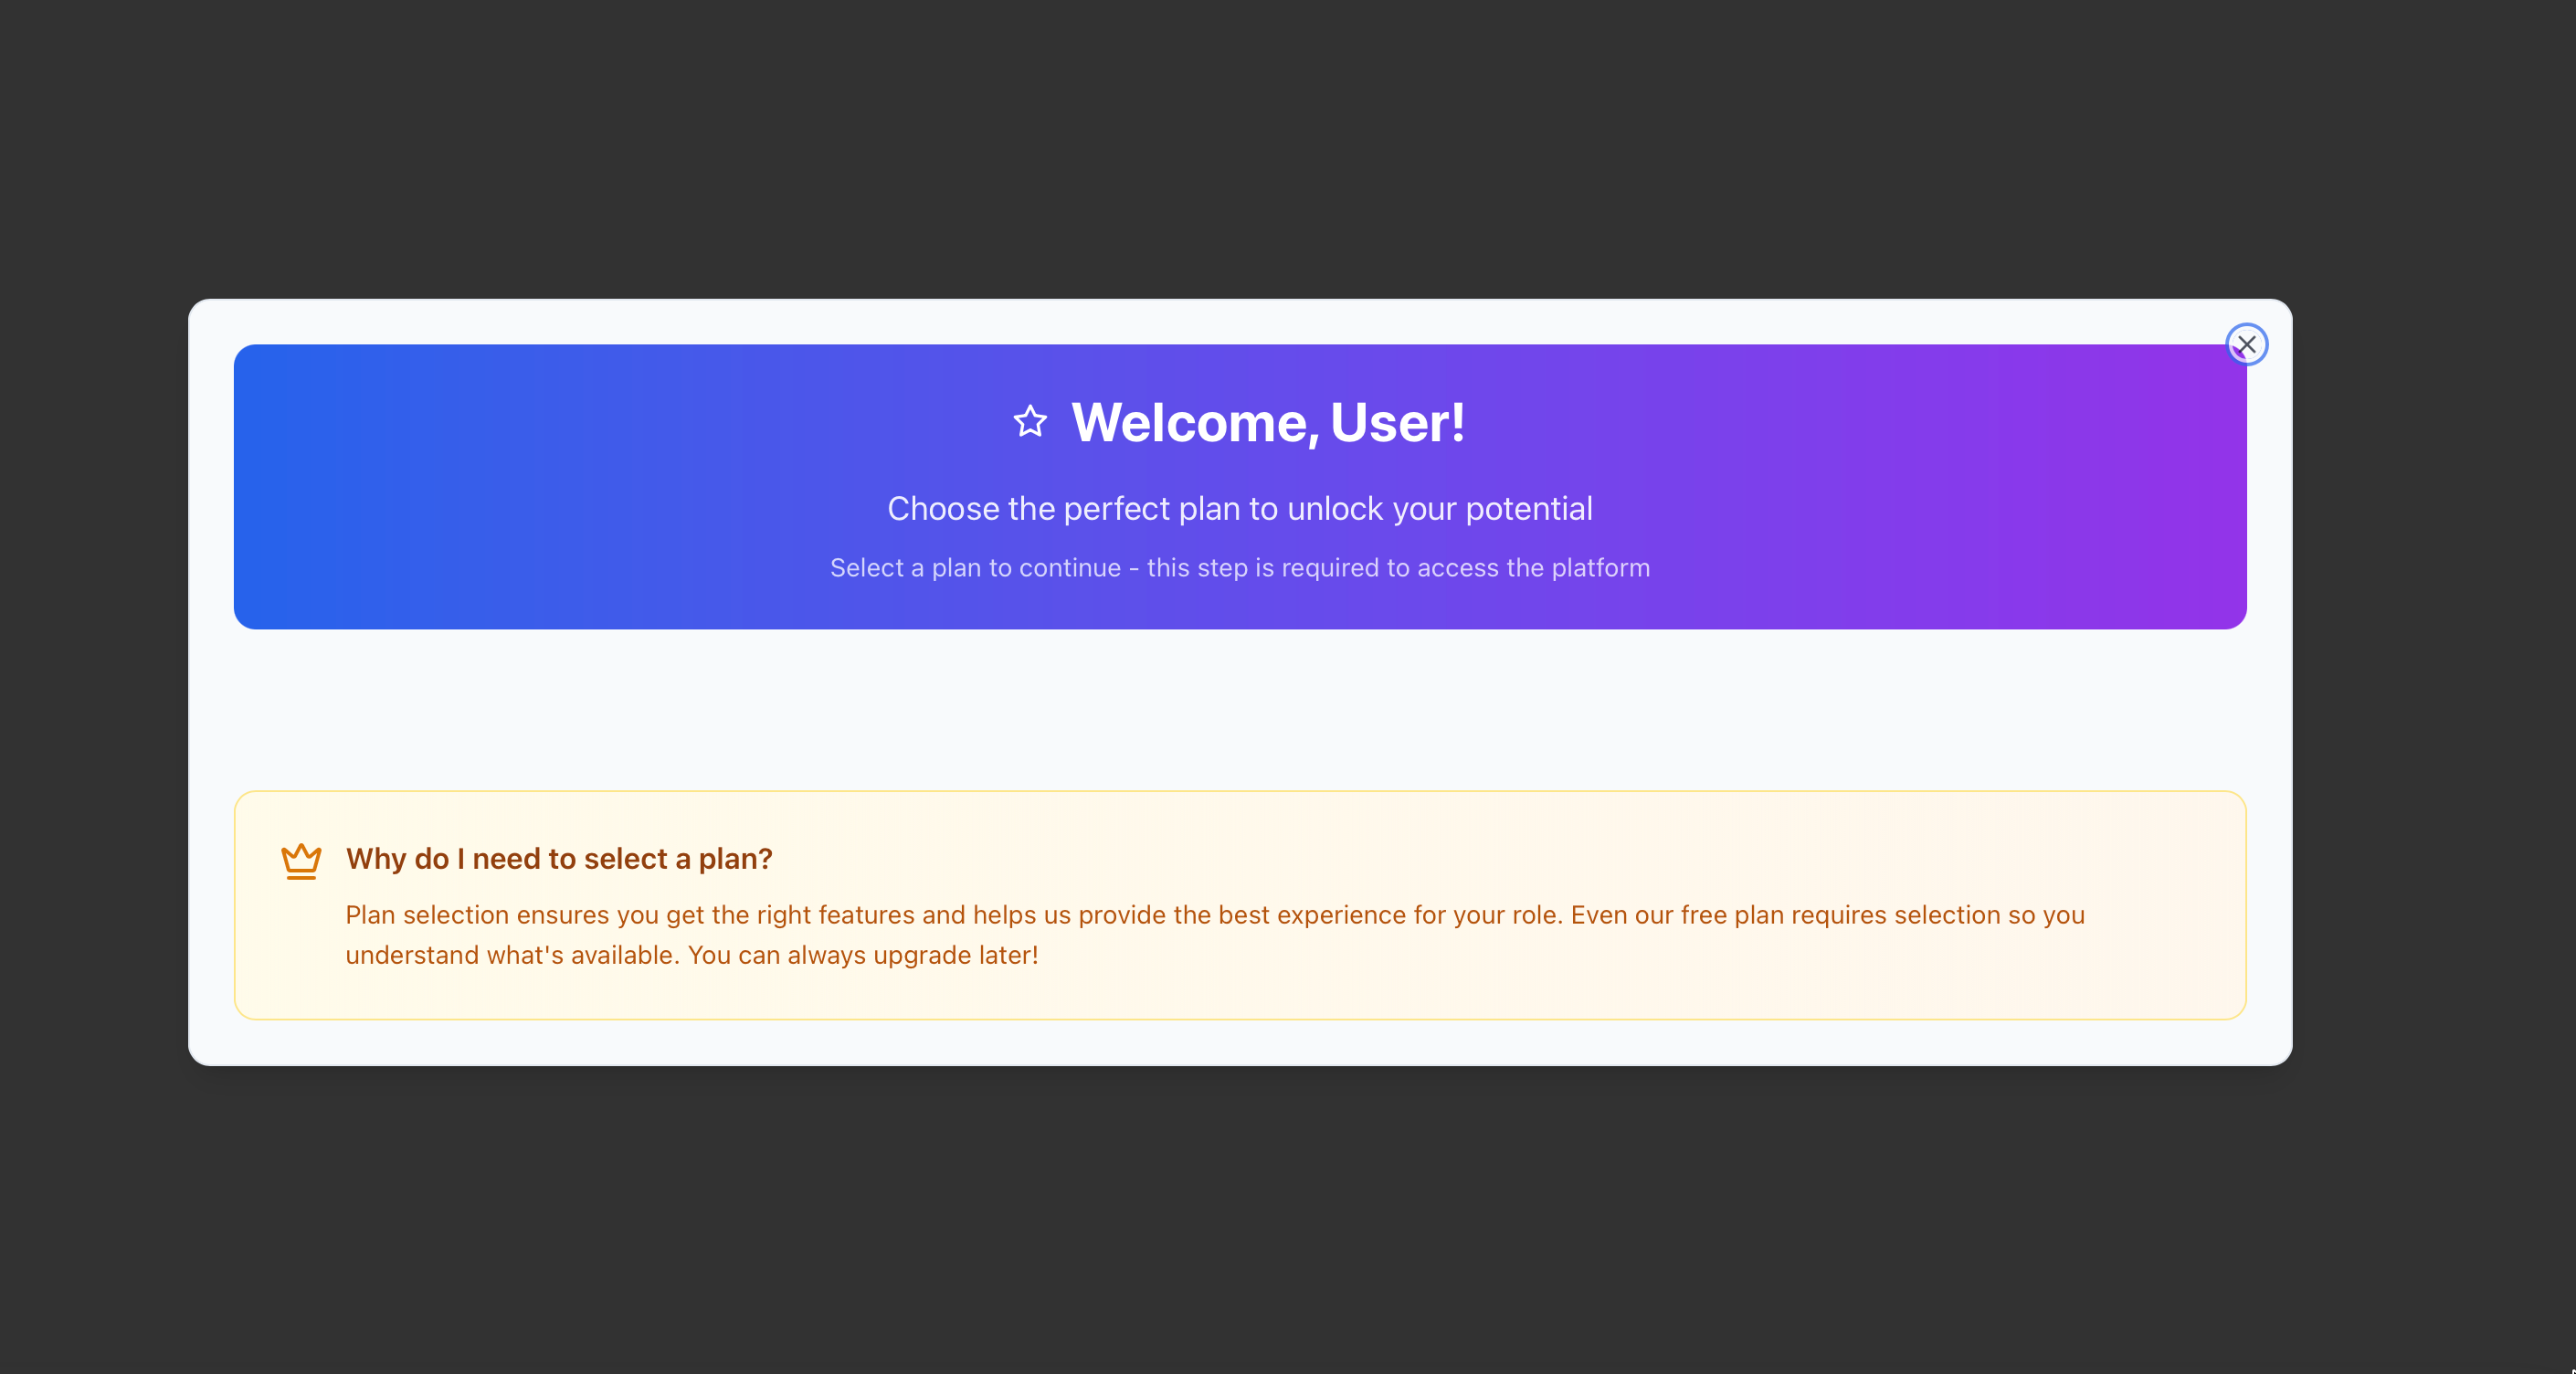 Welcome, User!
Choose the perfect plan to unlock your potential
Select a plan to continue - this step is required to access the platform
Why do I need to select a plan?
Plan selection ensures you get the right features and helps us provide the best experience for your role. Even our free plan requires selection so you
understand what's available. You can always upgrade later!